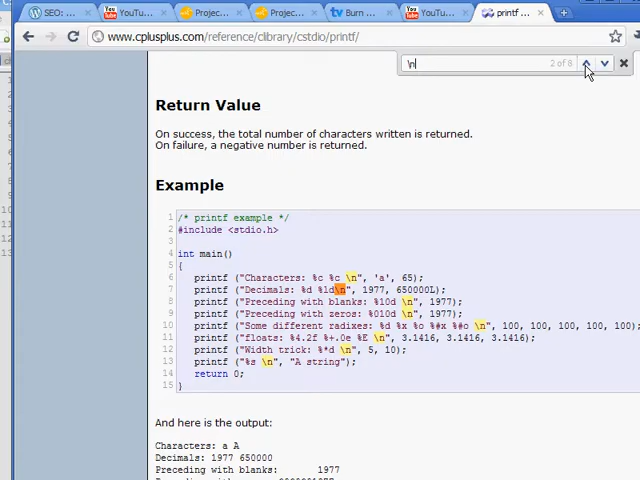 SEO:
YouTu
Projec
Projec
Burn
YouTu
printf
www.cplusplus.com/reference/clibrary/cstdio/printf/
\n
2 of 8
Return Value
On success, the total number of characters written is returned.
On failure, a negative number is returned.
Example
1 /* printf example */
2 #include <stdio.h>
3
4 int main()
5 {
6 printf ("Characters: %c %c \n", 'a', 65);
7 printf ("Decimals: %d %ld\n", 1977, 650000L);
8 printf ("Preceding with blanks: %10d \n", 1977);
9 printf ("Preceding with zeros: %010d \n", 1977);
10 printf ("Some different radixes: %d %x %o %#x %#o \n", 100, 100, 100, 100, 100);
11 printf ("floats: %4.2f %+.0e %E \n", 3.1416, 3.1416, 3.1416);
12 printf ("Width trick: %*d \n", 5, 10);
13 printf ("%s \n", "A string");
14 return 0;
15 }
And here is the output:
Characters: a A
Decimals: 1977 650000
Preceding with blanks: 1977